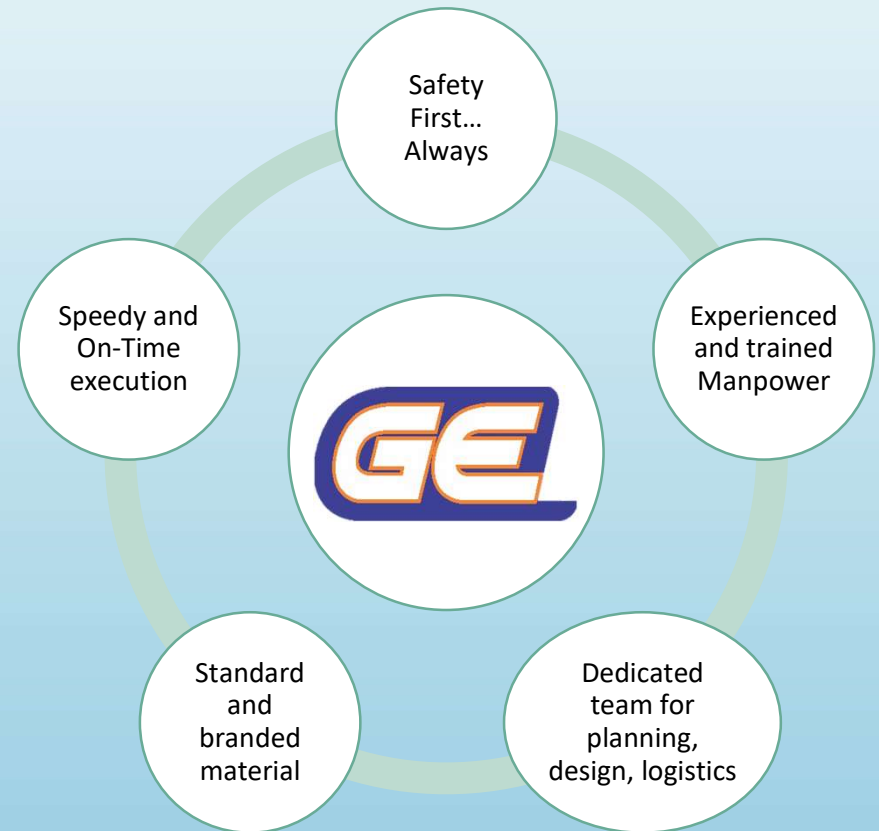 Safety
First...
Always
Speedy and
On-Time
execution
Experienced
and trained
Manpower
GE
Standard
and
branded
material
Dedicated
team for
planning,
design, logistics